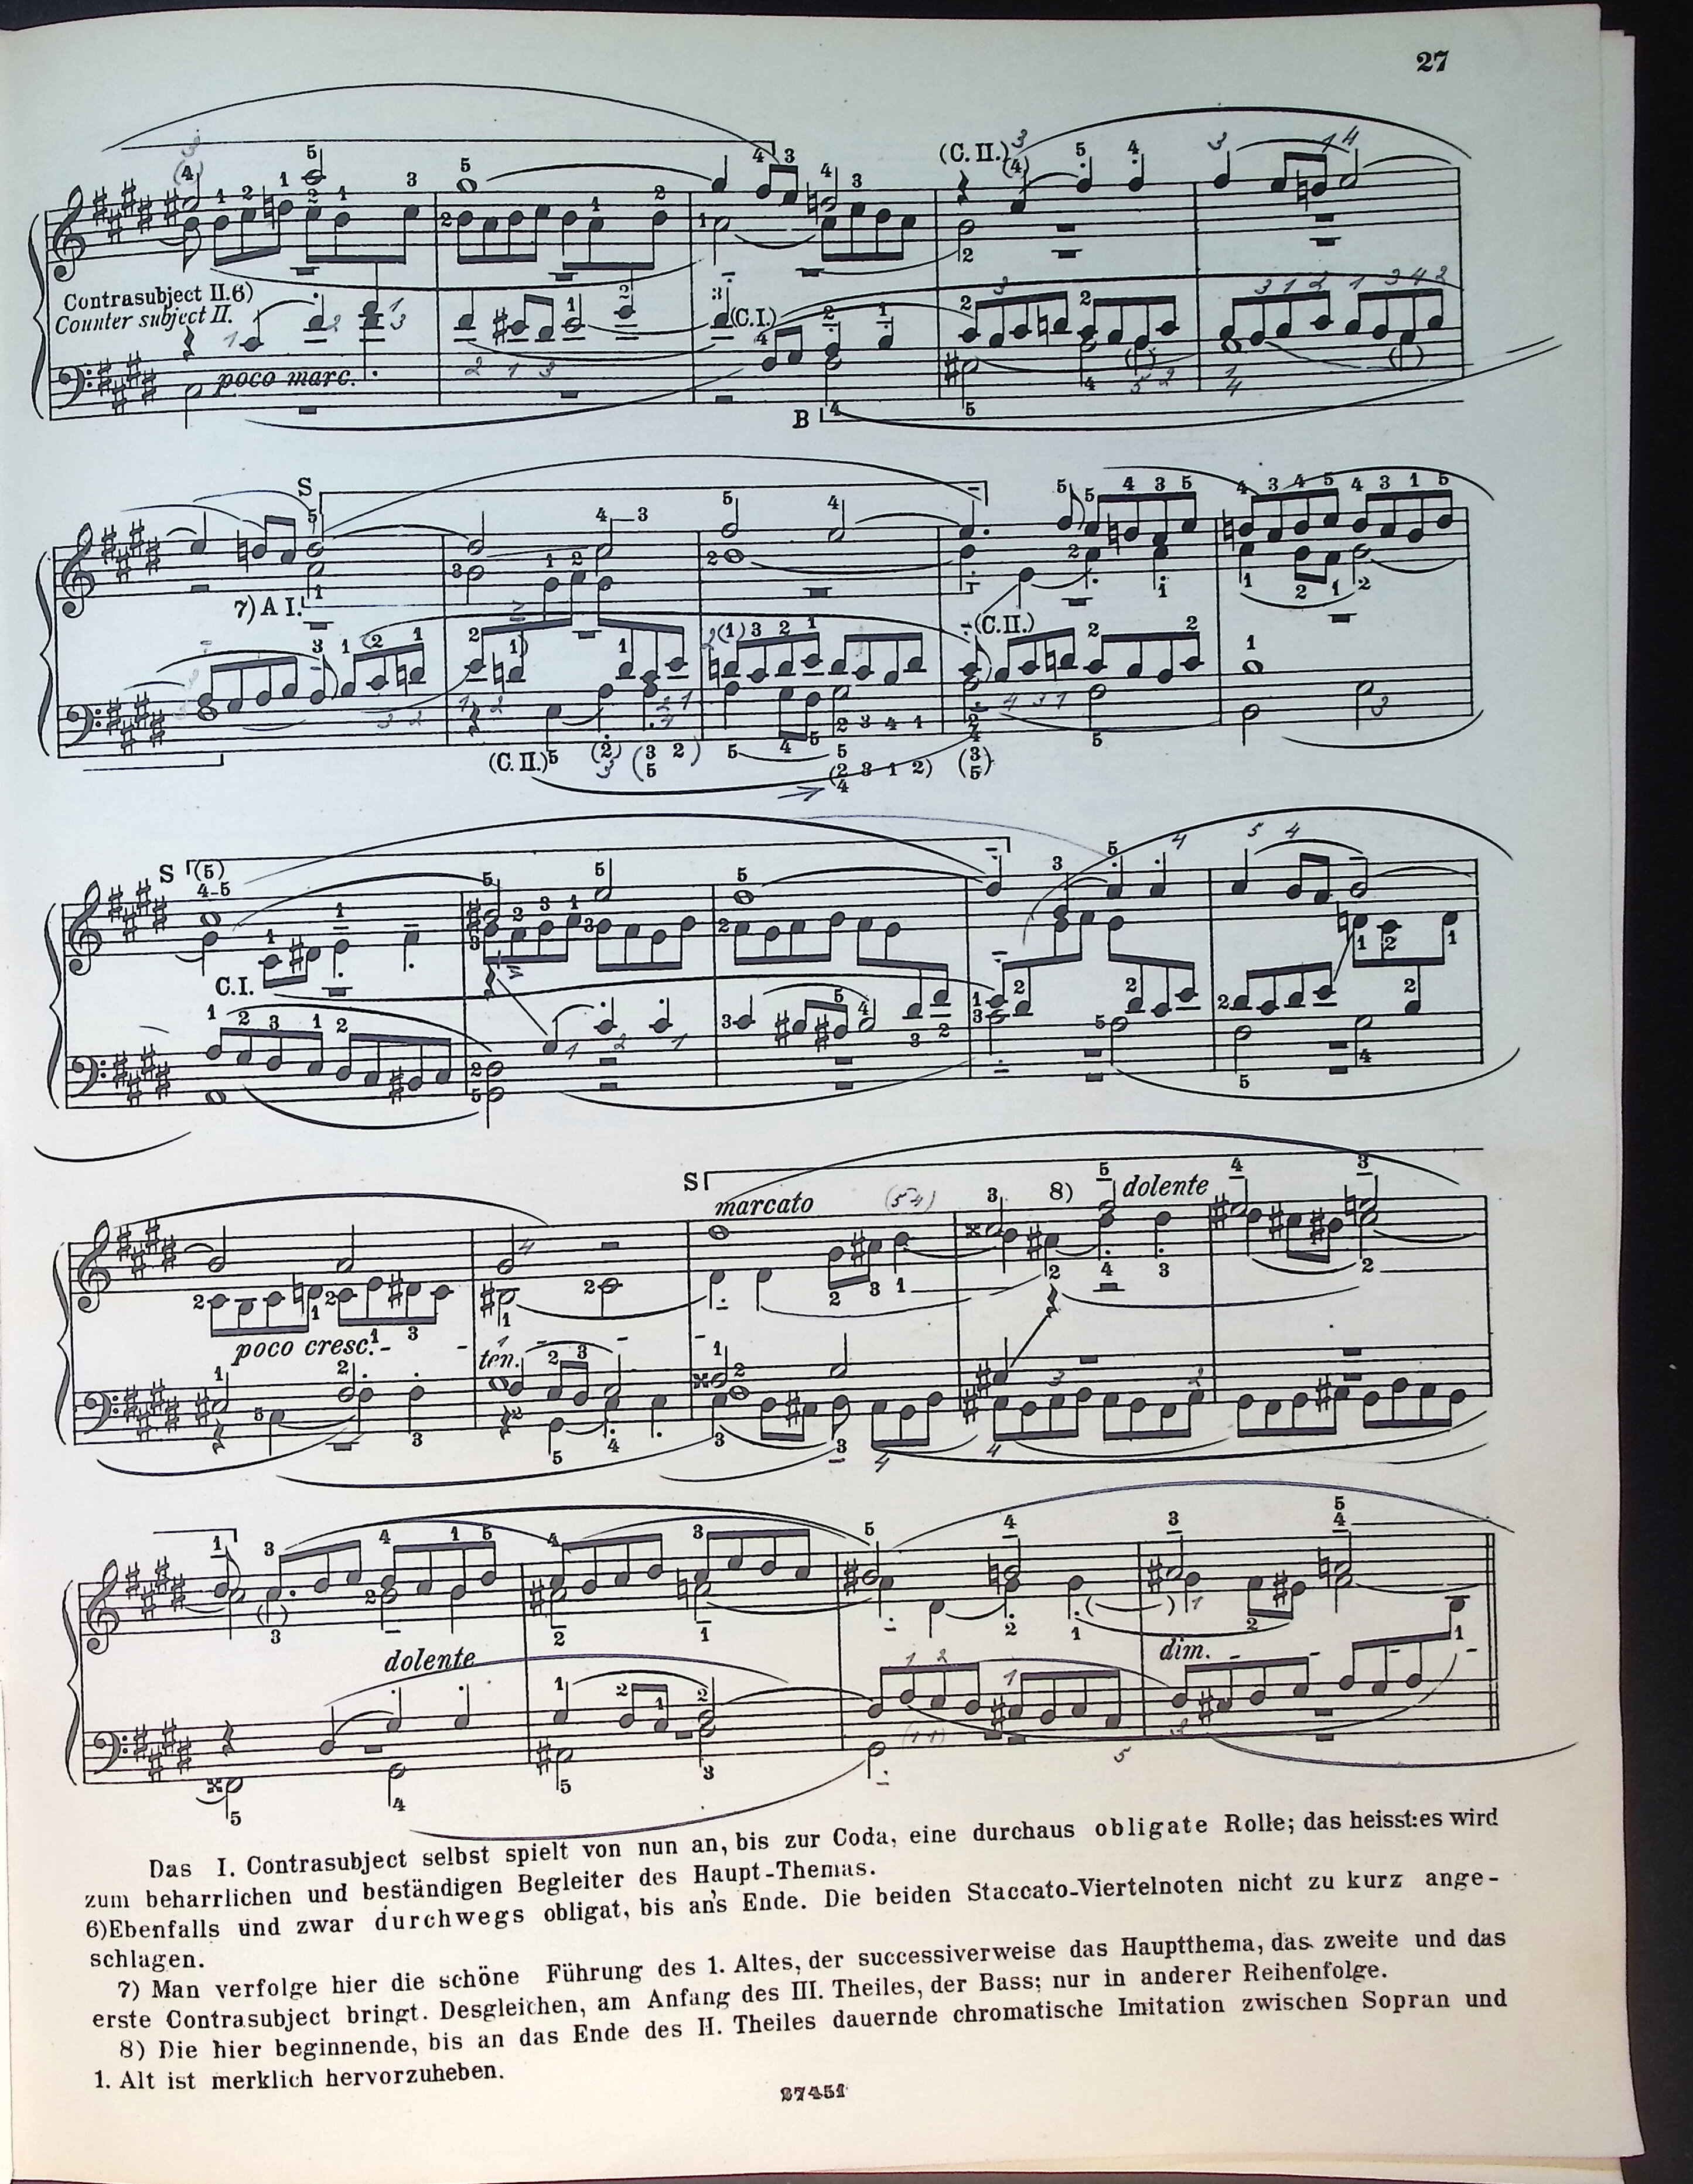 27
(C. II.)
Contrasubject II. 6)
Counter subject II.
(C.I.)
poco marc.
B
S
7) A I.
(C.II.)
(C. II.)
S
C.I.
S
marcato
8) dolente
poco cresc. -
ten.
dolente
dim. -
Das I. Contrasubject selbst spielt von nun an, bis zur Coda, eine durchaus obligate Rolle; das heisst: es wird
zum beharrlichen und beständigen Begleiter des Haupt-Themas.
6) Ebenfalls und zwar durchwegs obligat, bis an's Ende. Die beiden Staccato-Viertelnoten nicht zu kurz ange-
schlagen.
7) Man verfolge hier die schöne Führung des 1. Altes, der successiverweise das Hauptthema, das zweite und das
erste Contrasubject bringt. Desgleichen, am Anfang des III. Theiles, der Bass; nur in anderer Reihenfolge.
8) Die hier beginnende, bis an das Ende des II. Theiles dauernde chromatische Imitation zwischen Sopran und
1. Alt ist merklich hervorzuheben.
27451